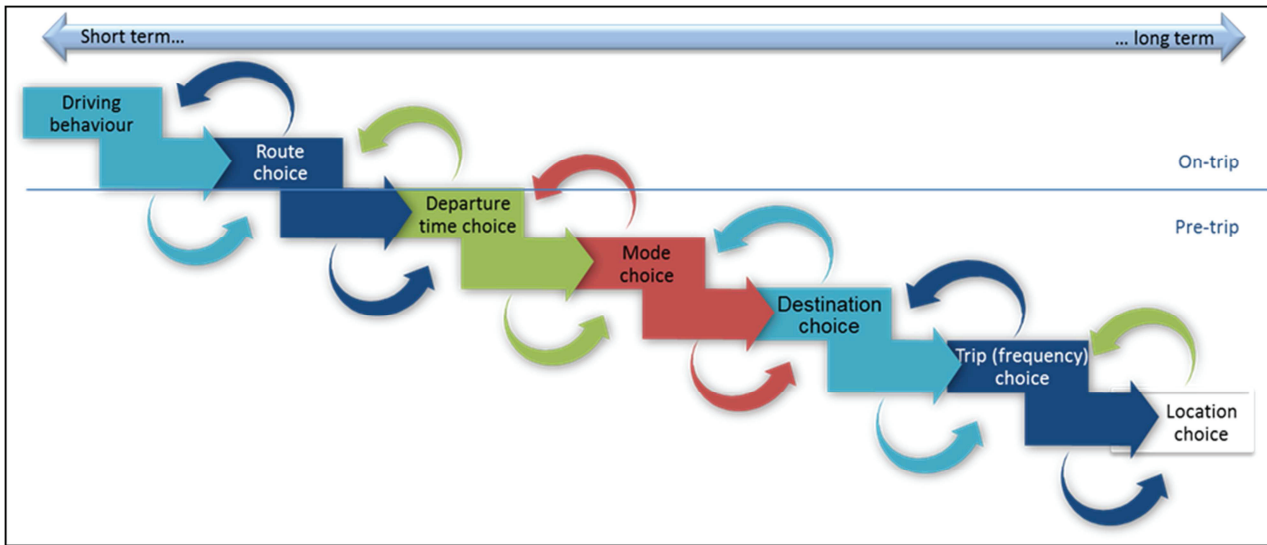 Short term...
... long term
Driving
behaviour
Route
choice
On-trip
Departure
time choice
Pre-trip
Mode
choice
Destination
choice
Trip (frequency)
choice
Location
choice